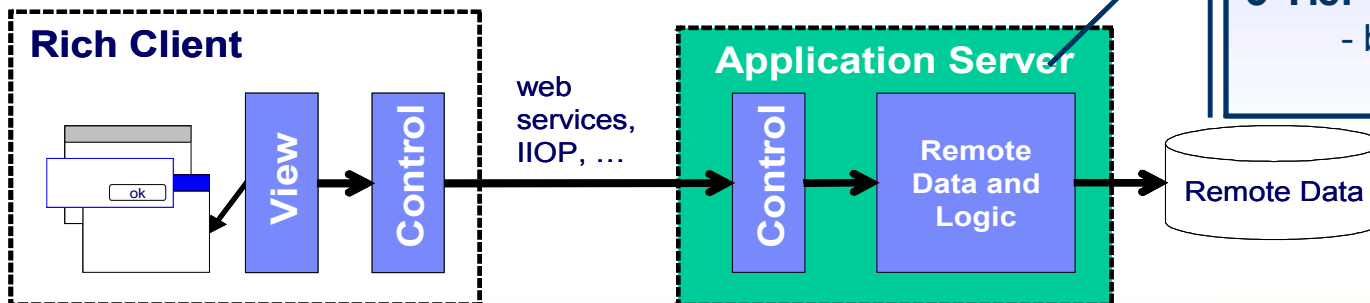 Rich Client
ok
View
Control
web
services,
IIOP, …
Application Server
Control
Remote
Data and
Logic
Remote Data
- b